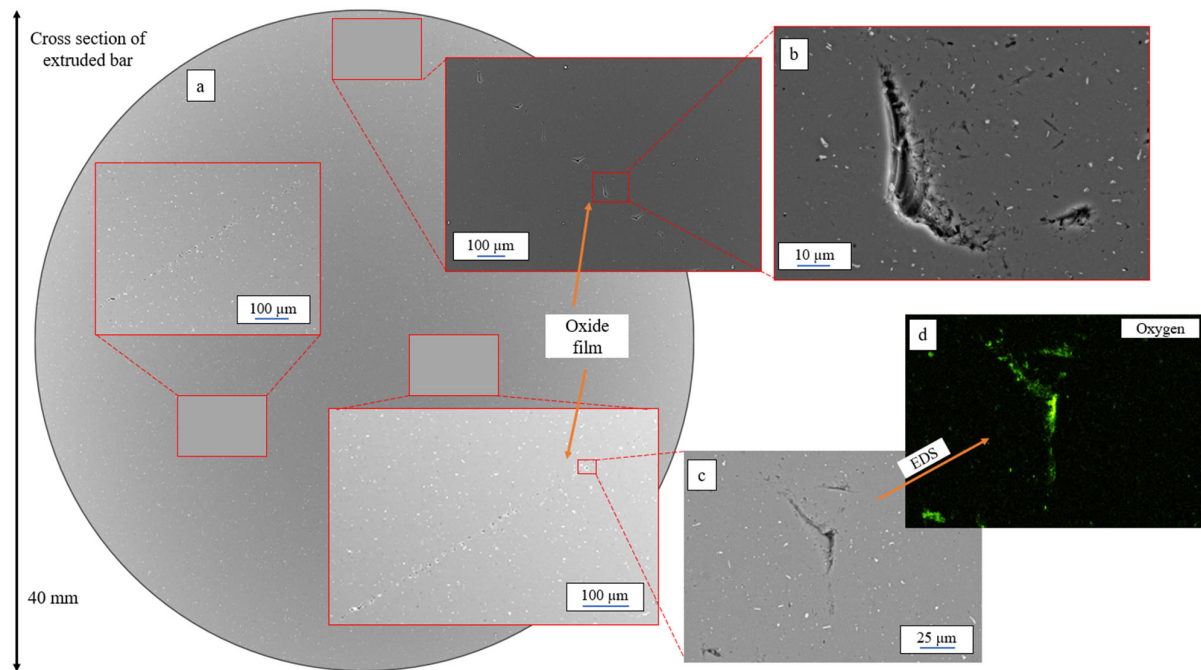 Cross section of
extruded bar
a
b
100 µm
10 µm
100 µm
Oxide
film
d
Oxygen
EDS
c
100 µm
25 µm
40 mm